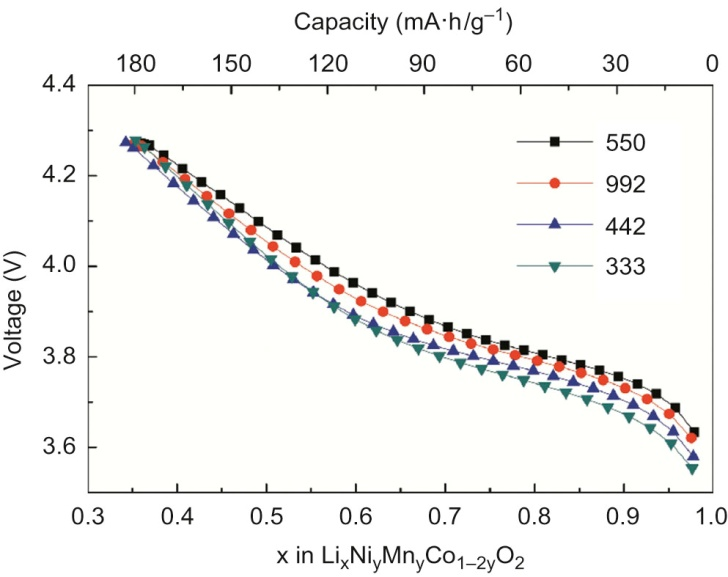 Capacity (mA·h/g⁻¹)
180 150 120 90 60 30 0
4.4
4.2
4.0
3.8
3.6
Voltage (V)
550
992
442
333
0.3 0.4 0.5 0.6 0.7 0.8 0.9 1.0
x in LiₓNiᵧMnᵧCo₁₋₂ᵧO₂